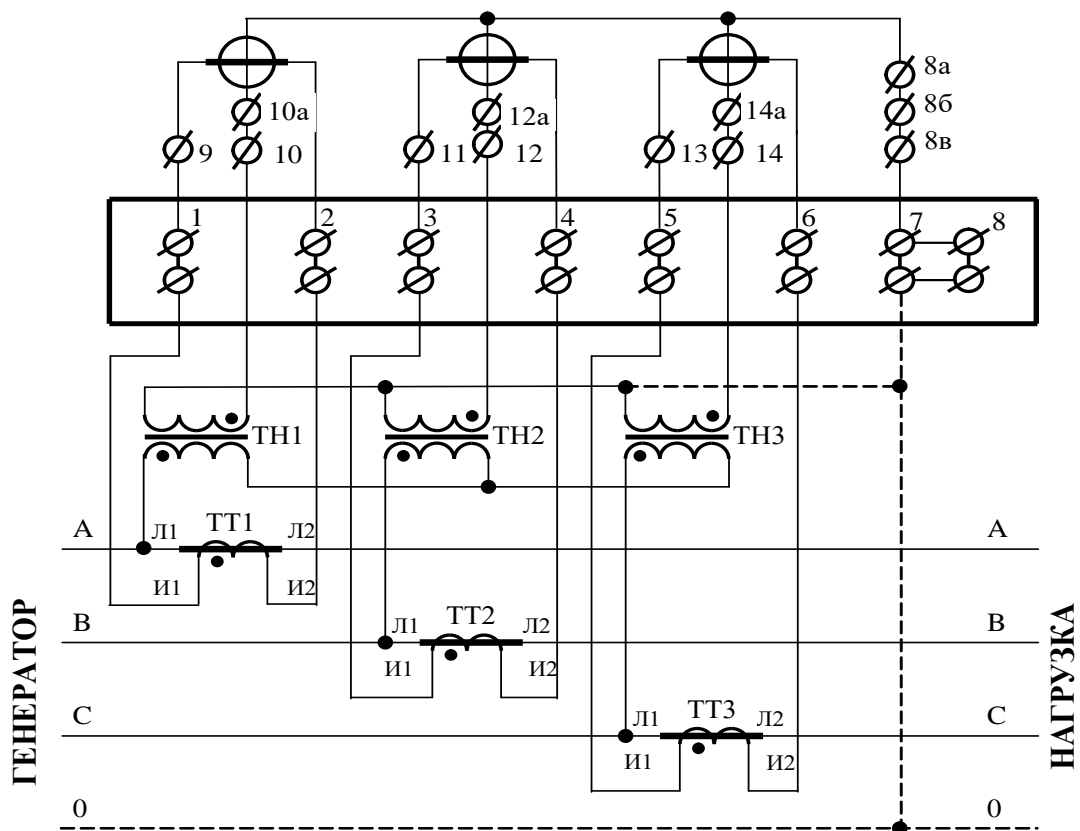 8а
10а
12а
14а
8б
9
10
11
12
13
14
8в
1
2
3
4
5
6
7
8
ТН1
ТН2
ТН3
А
Л1
ТТ1
Л2
А
И1
И2
В
Л1
ТТ2
Л2
В
И1
И2
С
Л1
ТТ3
Л2
С
И1
И2
0
0
ГЕНЕРАТОР
НАГРУЗКА